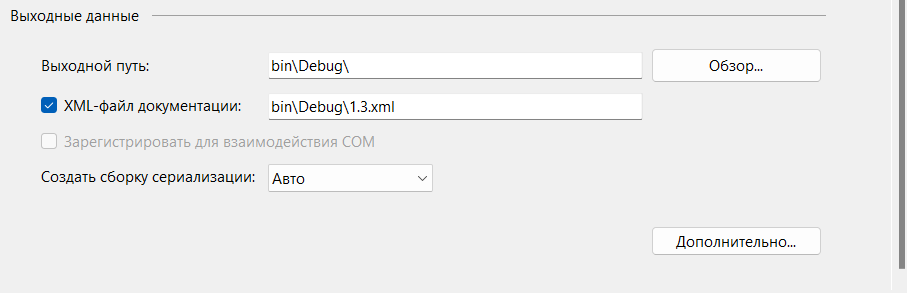 Выходные данные
Выходной путь: bin\Debug\ Обзор...
XML-файл документации: bin\Debug\1.3.xml
Зарегистрировать для взаимодействия COM
Создать сборку сериализации: Авто
Дополнительно...